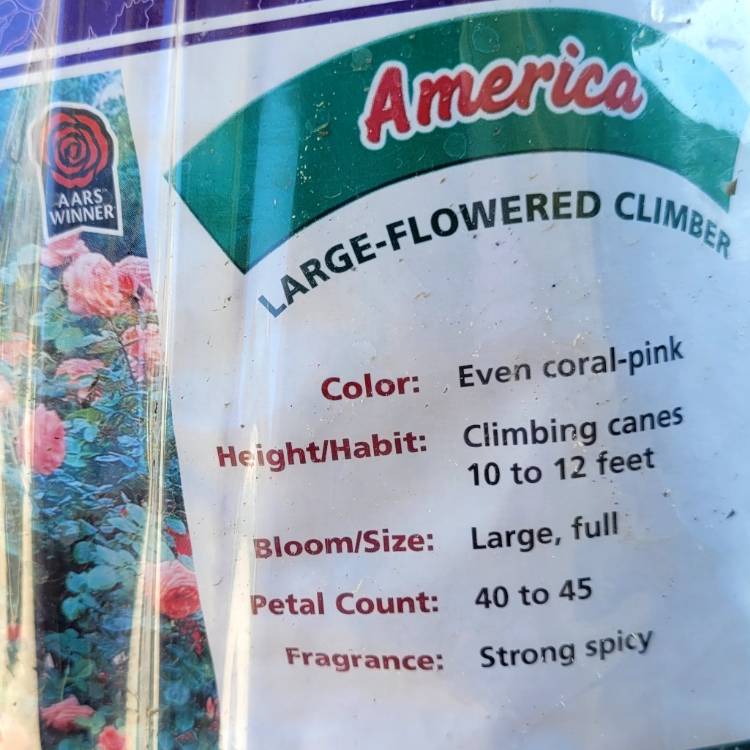 America
AARS
WINNER
LARGE-FLOWERED CLIMBER
Color: Even coral-pink
Height/Habit: Climbing canes
10 to 12 feet
Bloom/Size: Large, full
Petal Count: 40 to 45
Fragrance: Strong spicy